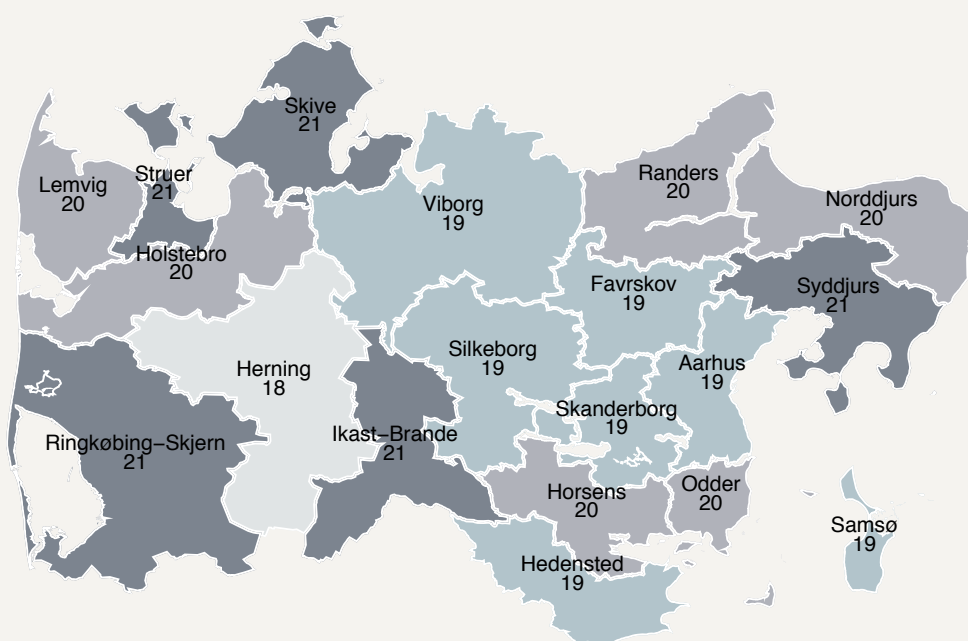 Skive
21
Struer
21
Lemvig
20
Randers
20
Viborg
19
Norddjurs
20
Holstebro
20
Favrskov
19
Syddjurs
21
Silkeborg
19
Aarhus
19
Herning
18
Skanderborg
19
Ringkøbing–Skjern
21
Ikast–Brande
21
Horsens
20
Odder
20
Samsø
19
Hedensted
19